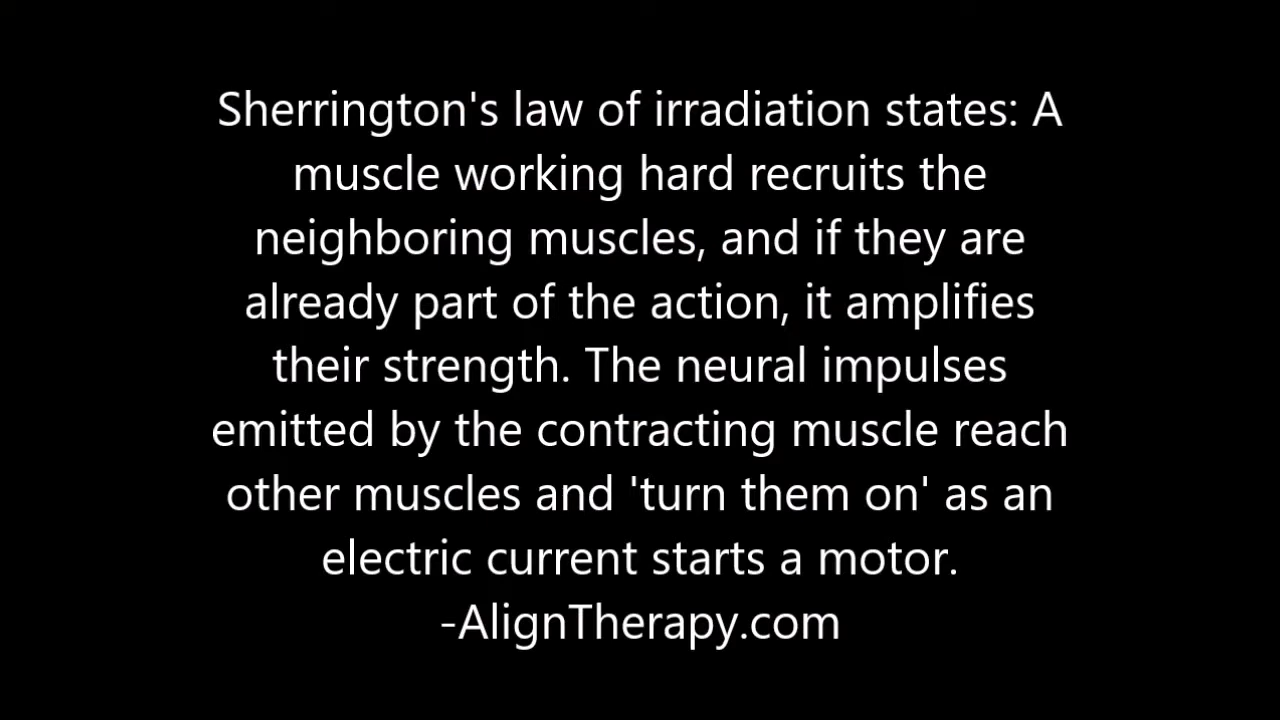 Sherrington's law of irradiation states: A
muscle working hard recruits the
neighboring muscles, and if they are
already part of the action, it amplifies
their strength. The neural impulses
emitted by the contracting muscle reach
other muscles and 'turn them on' as an
electric current starts a motor.
-AlignTherapy.com